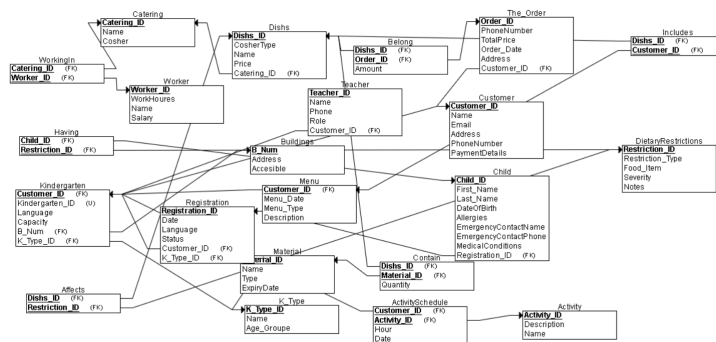 Catering
Catering_ID
Name
Cosher
Dishs
Dishs_ID
CosherType
Name
Price
Catering_ID (FK)
Belong
Dishs_ID (FK)
Order_ID (FK)
Amount
The_Order
Order_ID
PhoneNumber
TotalPrice
Order_Date
Address
Customer_ID (FK)
Includes
Dishs_ID (FK)
Customer_ID (FK)
WorkingIn
Catering_ID (FK)
Worker_ID (FK)
Worker
Worker_ID
WorkHoures
Name
Salary
Teacher
Teacher_ID
Name
Phone
Role
Customer_ID (FK)
Customer
Customer_ID
Name
Email
Address
PhoneNumber
PaymentDetails
Having
Child_ID (FK)
Restriction_ID (FK)
Buildings
B_Num
Address
Accesible
DietaryRestrictions
Restriction_ID
Restriction_Type
Food_Item
Severity
Notes
Kindergarten
Customer_ID (FK)
Kindergarten_ID (U)
Language
Capacity
B_Num (FK)
K_Type_ID (FK)
Registration
Registration_ID
Date
Language
Status
Customer_ID (FK)
K_Type_ID (FK)
Menu
Customer_ID (FK)
Menu_Date
Menu_Type
Description
Child
Child_ID
First_Name
Last_Name
DateOfBirth
Allergies
EmergencyContactName
EmergencyContactPhone
MedicalConditions
Registration_ID (FK)
Material
erial_ID
Name
Type
ExpiryDate
Contain
Dishs_ID (FK)
Material_ID (FK)
Quantity
Affects
Dishs_ID (FK)
Restriction_ID (FK)
K_Type
K_Type_ID
Name
Age_Groupe
ActivitySchedule
Customer_ID (FK)
Activity_ID (FK)
Hour
Date
Activity
Activity_ID
Description
Name